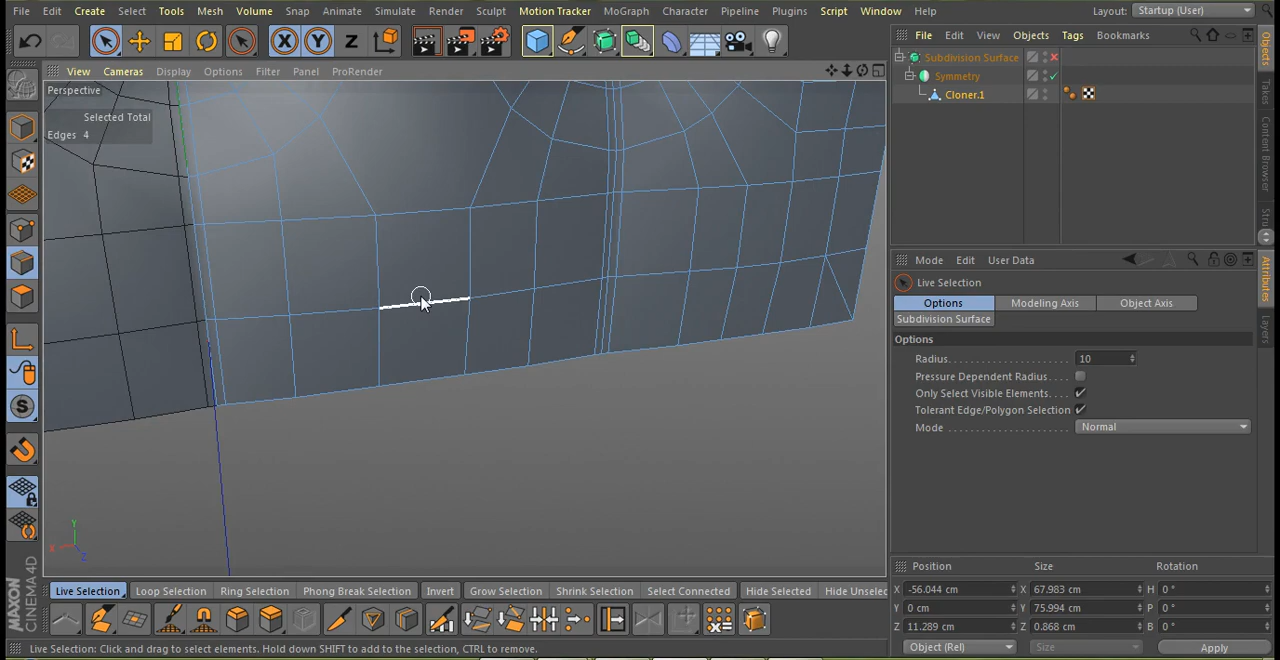 File Edit Create Select Tools Mesh Volume Snap Animate Simulate Render Sculpt Motion Tracker MoGraph Character Pipeline Plugins Script Window Help Layout: Startup (User)
X Y Z
File Edit View Objects Tags Bookmarks
View Cameras Display Options Filter Panel ProRender
Perspective
Selected Total
Edges 4
Subdivision Surface
Symmetry
Cloner.1
Objects
Takes
Content Browser
Stru
Mode Edit User Data
Live Selection
Options Modeling Axis Object Axis
Subdivision Surface
Options
Radius 10
Pressure Dependent Radius
Only Select Visible Elements
Tolerant Edge/Polygon Selection
Mode Normal
Attributes
Layers
S
Y
X
Z
Position Size Rotation
X -56.044 cm X 67.983 cm H 0 °
Y 0 cm Y 75.994 cm P 0 °
Z 11.289 cm Z 0.868 cm B 0 °
Object (Rel) Size Apply
Live Selection Loop Selection Ring Selection Phong Break Selection Invert Grow Selection Shrink Selection Select Connected Hide Selected Hide Unselec
MAXON
CINEMA 4D
Live Selection: Click and drag to select elements. Hold down SHIFT to add to the selection, CTRL to remove.